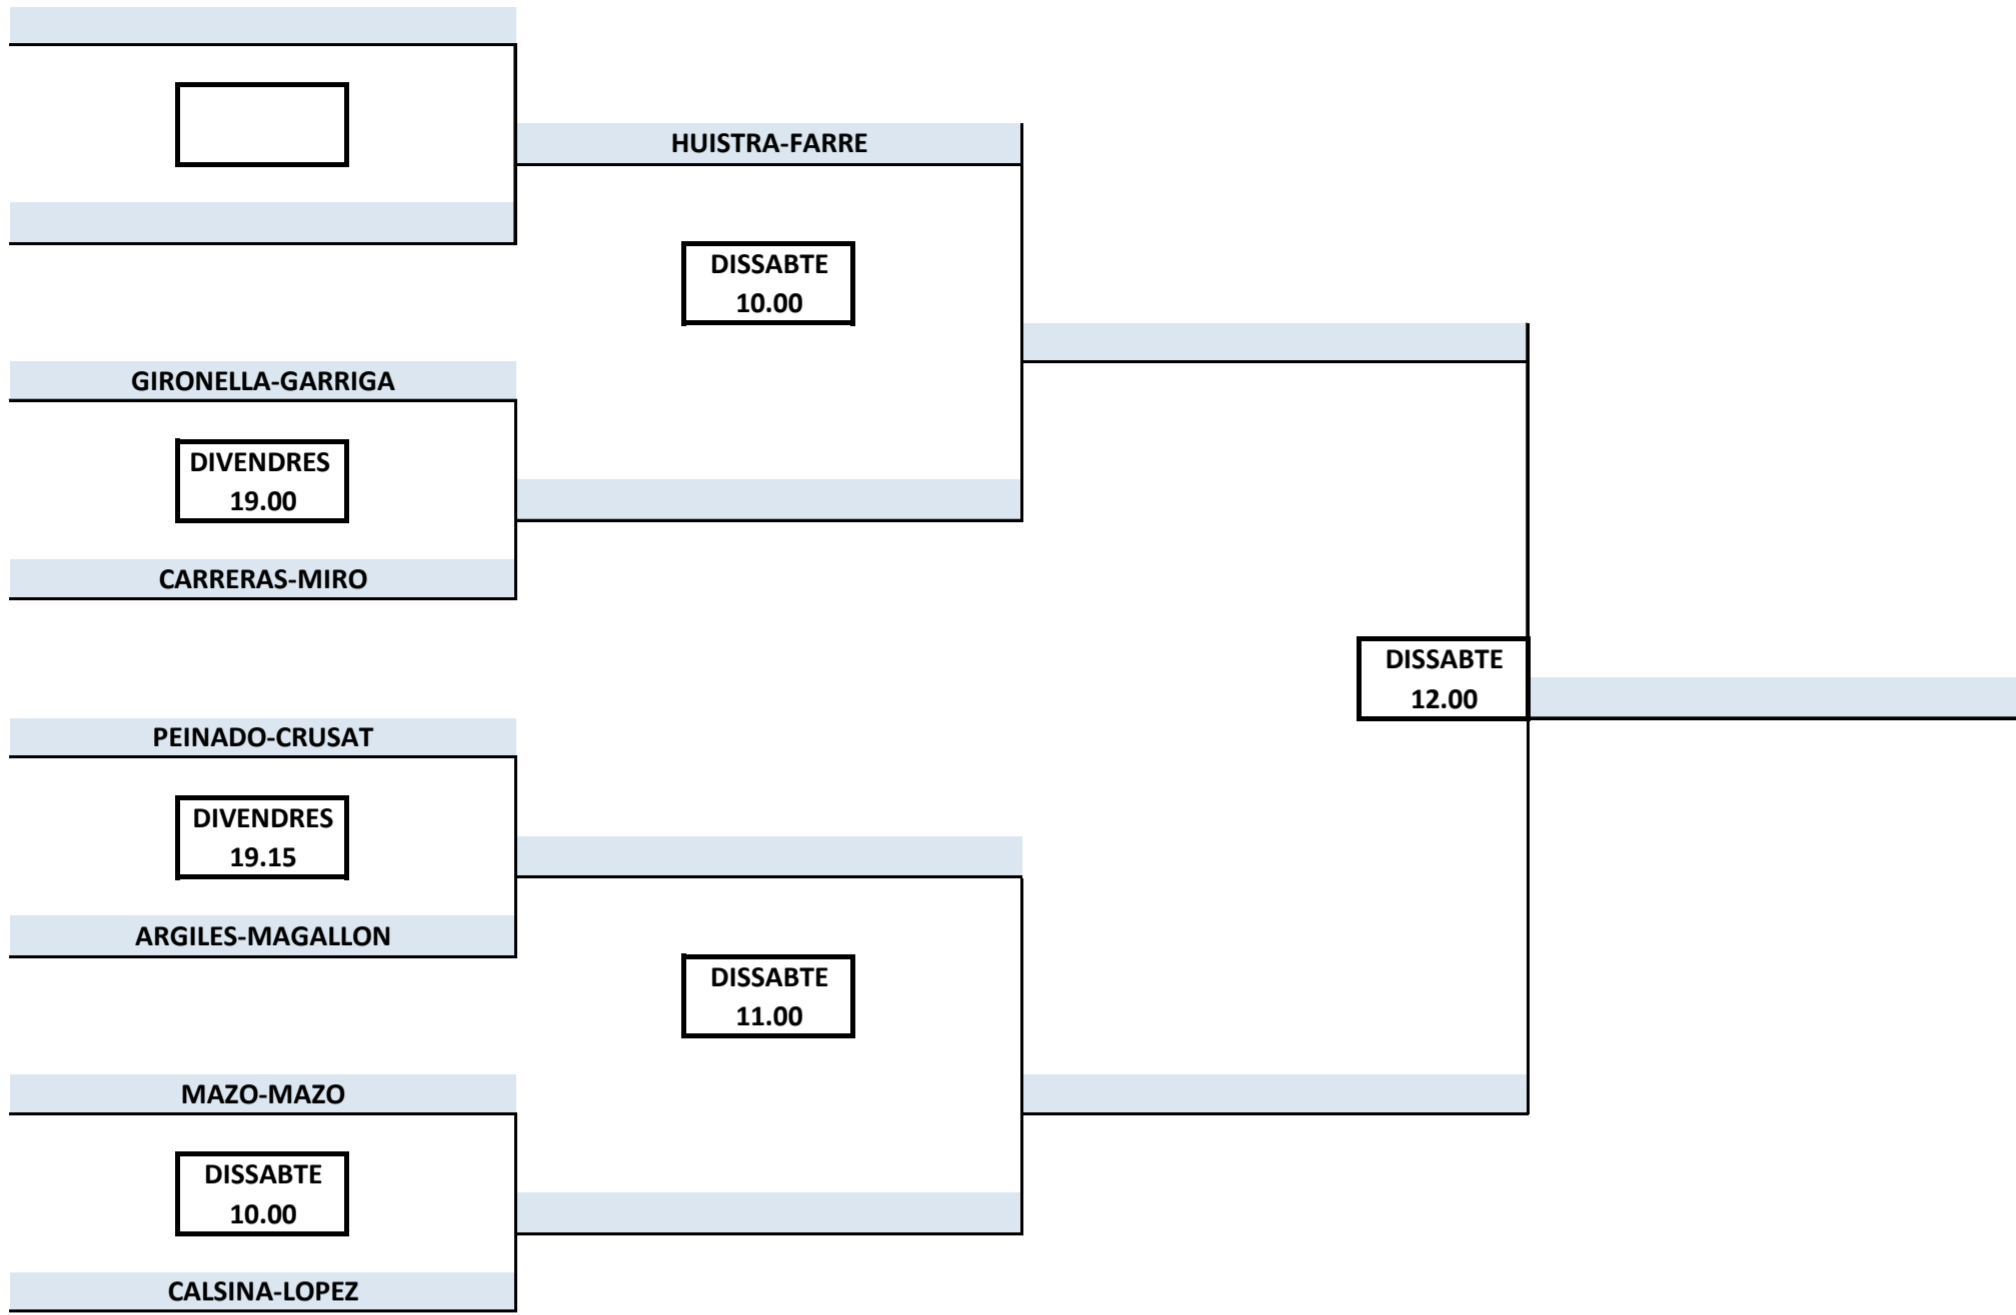 HUISTRA-FARRE
DISSABTE
10.00
GIRONELLA-GARRIGA
DIVENDRES
19.00
CARRERAS-MIRO
DISSABTE
12.00
PEINADO-CRUSAT
DIVENDRES
19.15
ARGILES-MAGALLON
DISSABTE
11.00
MAZO-MAZO
DISSABTE
10.00
CALSINA-LOPEZ